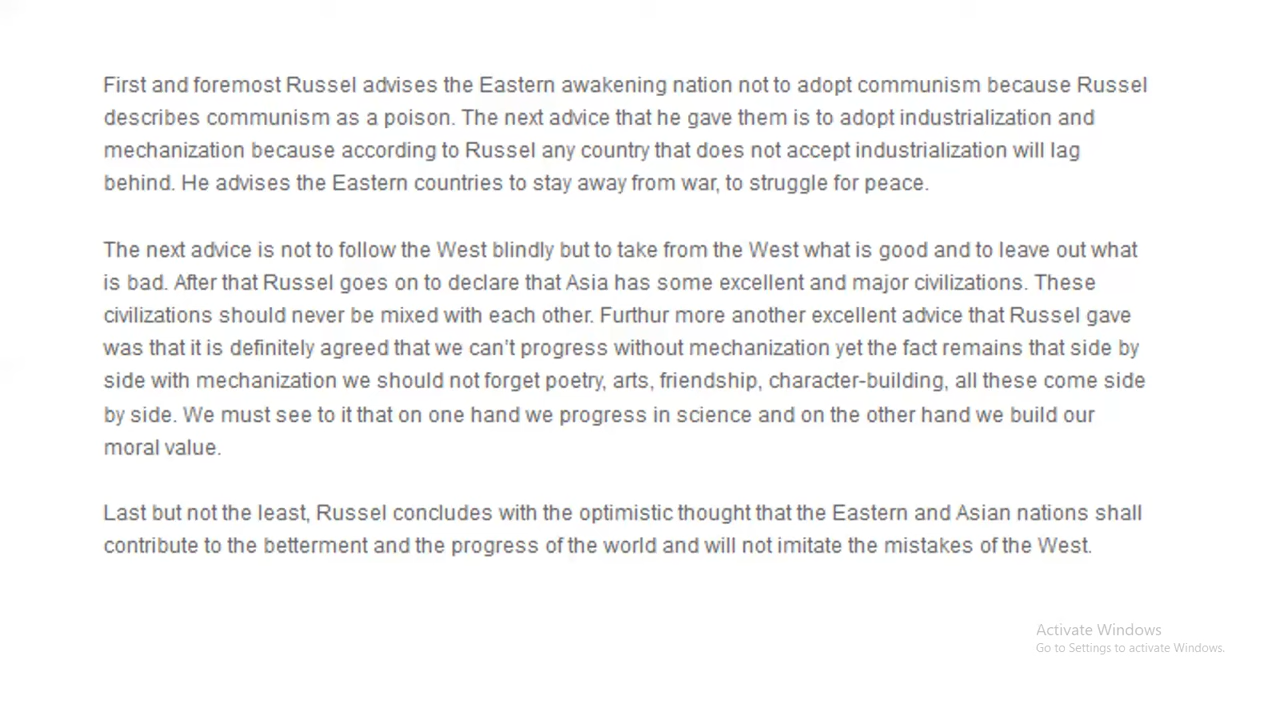 First and foremost Russel advises the Eastern awakening nation not to adopt communism because Russel
describes communism as a poison. The next advice that he gave them is to adopt industrialization and
mechanization because according to Russel any country that does not accept industrialization will lag
behind. He advises the Eastern countries to stay away from war, to struggle for peace.
The next advice is not to follow the West blindly but to take from the West what is good and to leave out what
is bad. After that Russel goes on to declare that Asia has some excellent and major civilizations. These
civilizations should never be mixed with each other. Furthur more another excellent advice that Russel gave
was that it is definitely agreed that we can't progress without mechanization yet the fact remains that side by
side with mechanization we should not forget poetry, arts, friendship, character-building, all these come side
by side. We must see to it that on one hand we progress in science and on the other hand we build our
moral value.
Last but not the least, Russel concludes with the optimistic thought that the Eastern and Asian nations shall
contribute to the betterment and the progress of the world and will not imitate the mistakes of the West.
Activate Windows
Go to Settings to activate Windows.